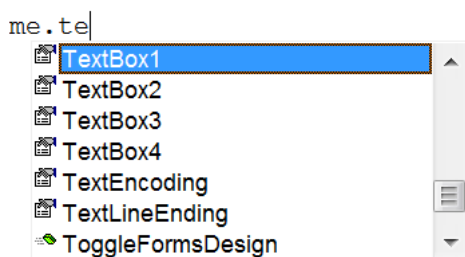 me.te
TextBox1
TextBox2
TextBox3
TextBox4
TextEncoding
TextLineEnding
ToggleFormsDesign